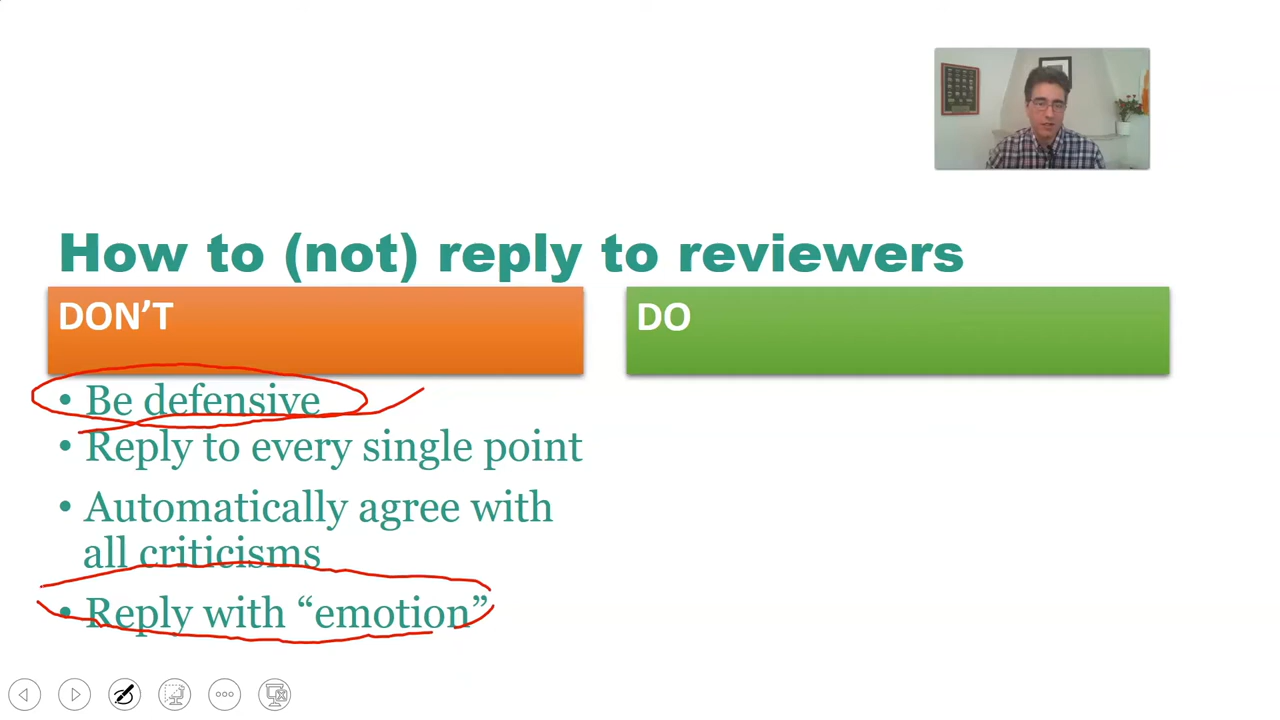 How to (not) reply to reviewers
DON’T
• Be defensive
• Reply to every single point
• Automatically agree with
all criticisms
• Reply with “emotion”
DO